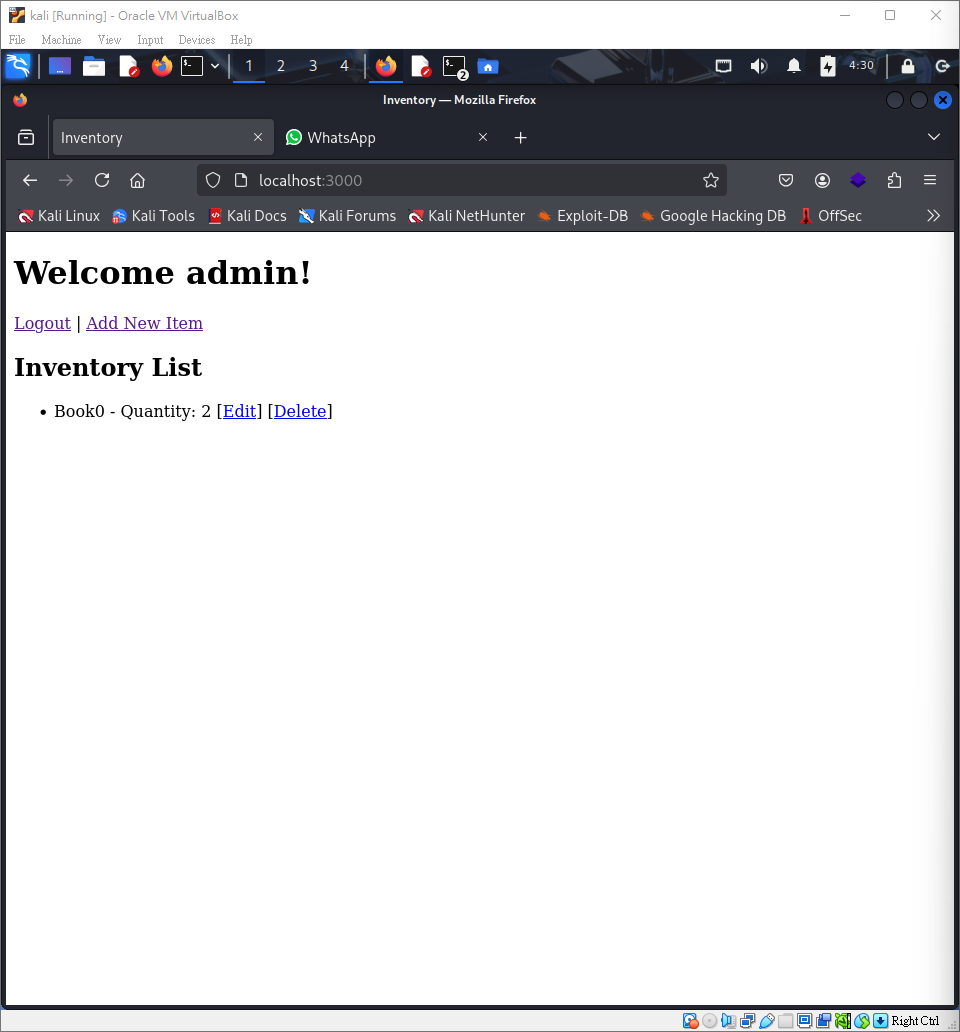 kali [Running] - Oracle VM VirtualBox
File Machine View Input Devices Help
1 2 3 4 2 4:30
Inventory — Mozilla Firefox
Inventory WhatsApp
localhost:3000
Kali Linux Kali Tools Kali Docs Kali Forums Kali NetHunter Exploit-DB Google Hacking DB OffSec
Welcome admin!
Logout | Add New Item
Inventory List
• Book0 - Quantity: 2 [Edit] [Delete]
Right Ctrl